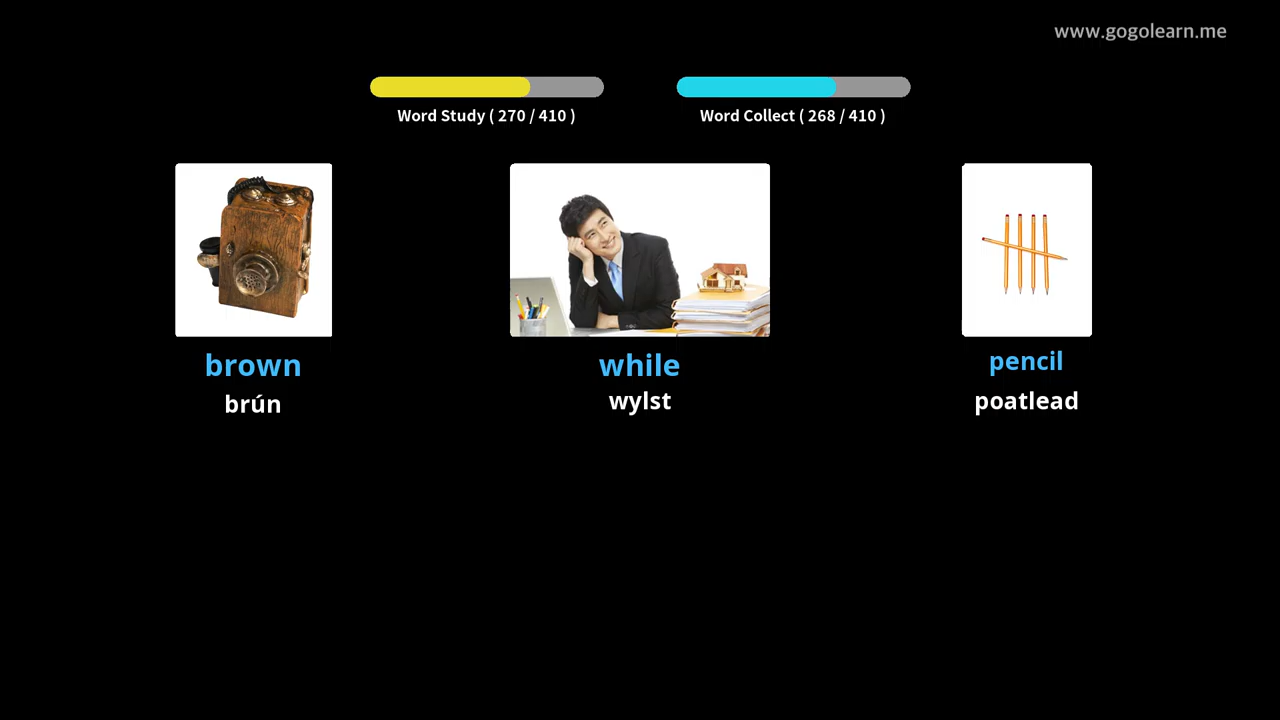 www.gogolearn.me
Word Study ( 270 / 410 )
Word Collect ( 268 / 410 )
brown
brún
while
wylst
pencil
poatlead